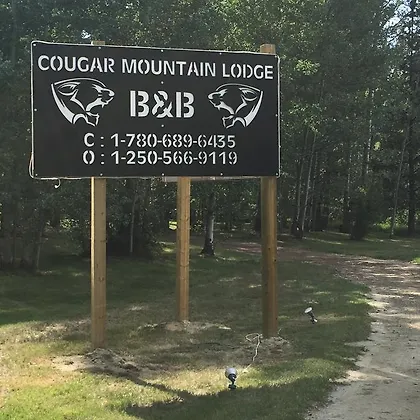 COUGAR MOUNTAIN LODGE
B&B
C : 1-780-689-6435
O : 1-250-566-9119